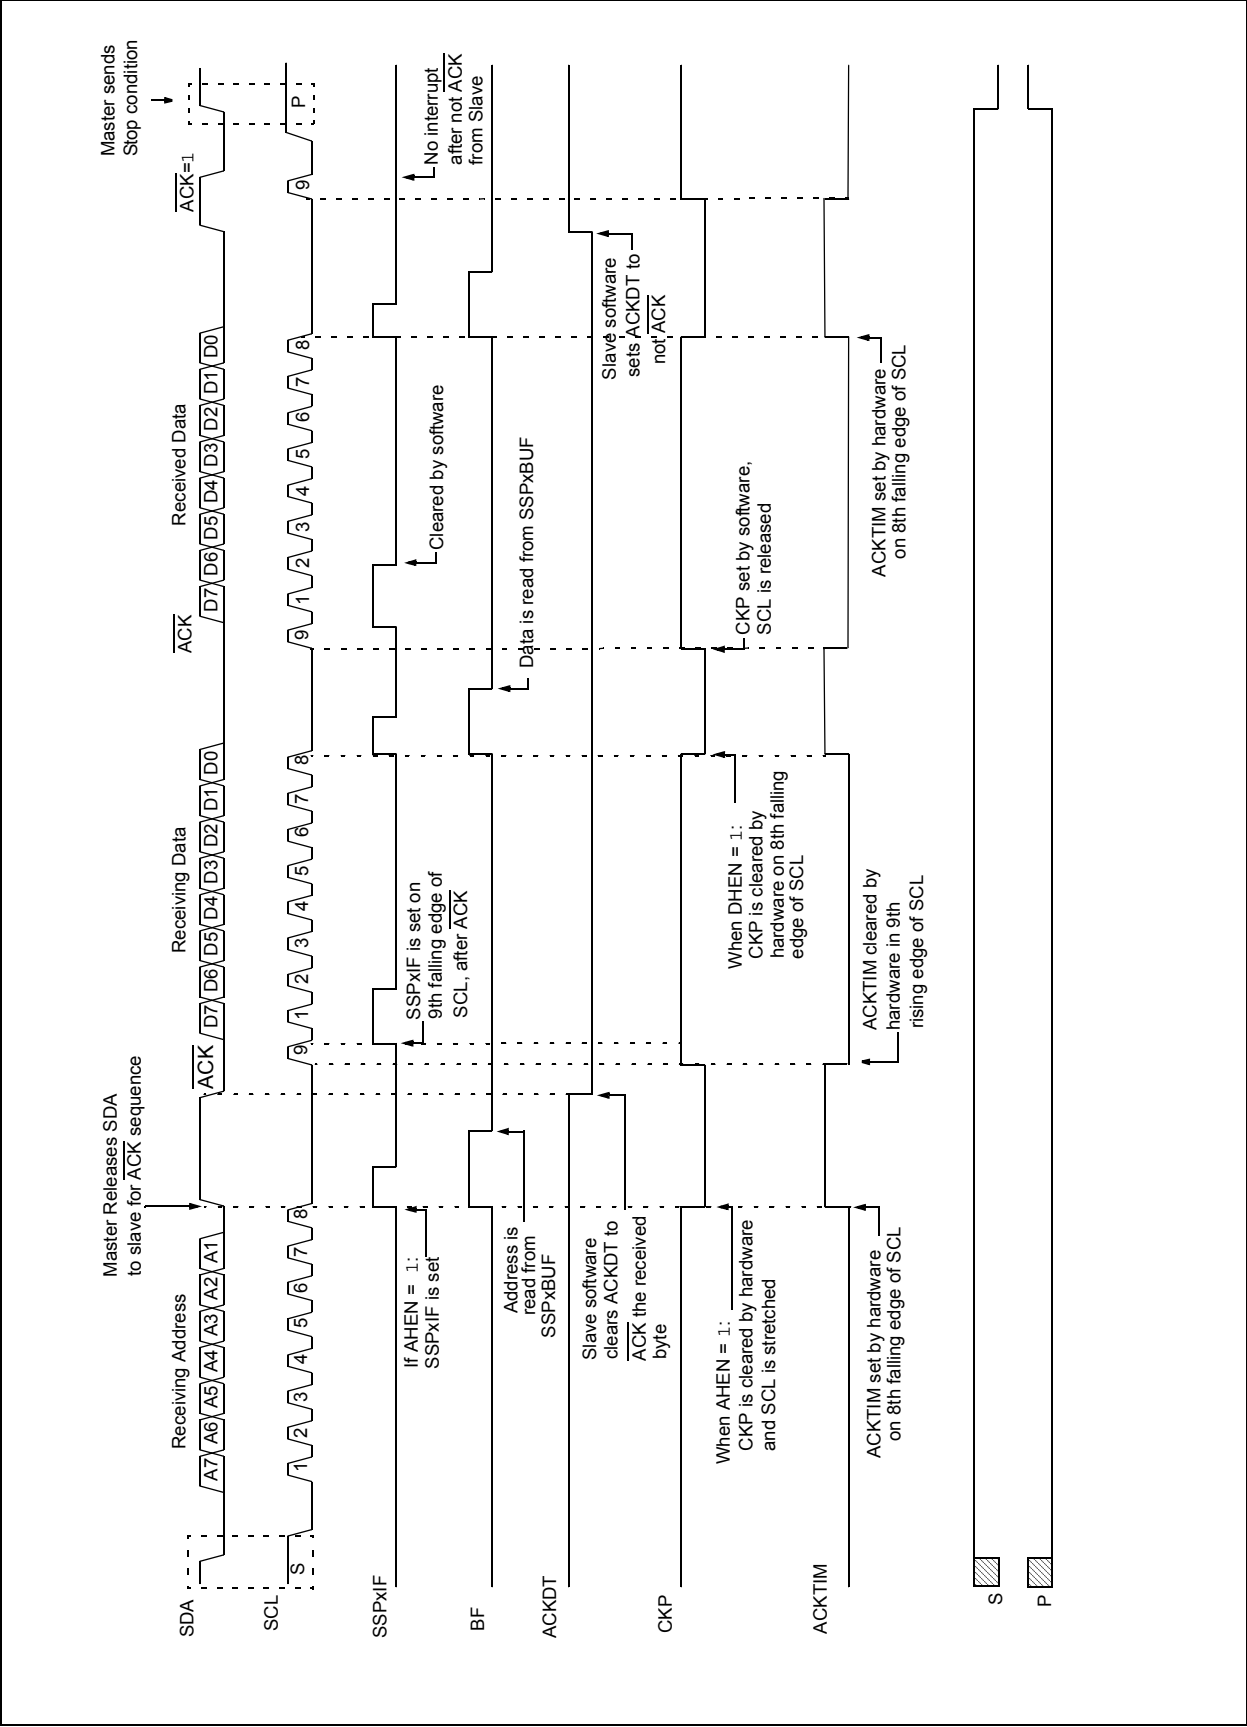 Master Releases SDA
to slave for ACK sequence
Master sends
Stop condition
Receiving Address
Receiving Data
Received Data
ACK
ACK
ACK=1
SDA
A7 A6 A5 A4 A3 A2 A1
D7 D6 D5 D4 D3 D2 D1 D0
D7 D6 D5 D4 D3 D2 D1 D0
SCL
S
1 2 3 4 5 6 7 8
9 1 2 3 4 5 6 7 8
9 1 2 3 4 5 6 7 8
9
P
SSPxIF
If AHEN = 1:
SSPxIF is set
SSPxIF is set on
9th falling edge of
SCL, after ACK
Cleared by software
No interrupt
after not ACK
from Slave
BF
Address is
read from
SSPxBUF
Data is read from SSPxBUF
ACKDT
Slave software
clears ACKDT to
ACK the received
byte
Slave software
sets ACKDT to
not ACK
CKP
When AHEN = 1:
CKP is cleared by hardware
and SCL is stretched
When DHEN = 1:
CKP is cleared by
hardware on 8th falling
edge of SCL
CKP set by software,
SCL is released
ACKTIM
ACKTIM set by hardware
on 8th falling edge of SCL
ACKTIM cleared by
hardware in 9th
rising edge of SCL
ACKTIM set by hardware
on 8th falling edge of SCL
S
P